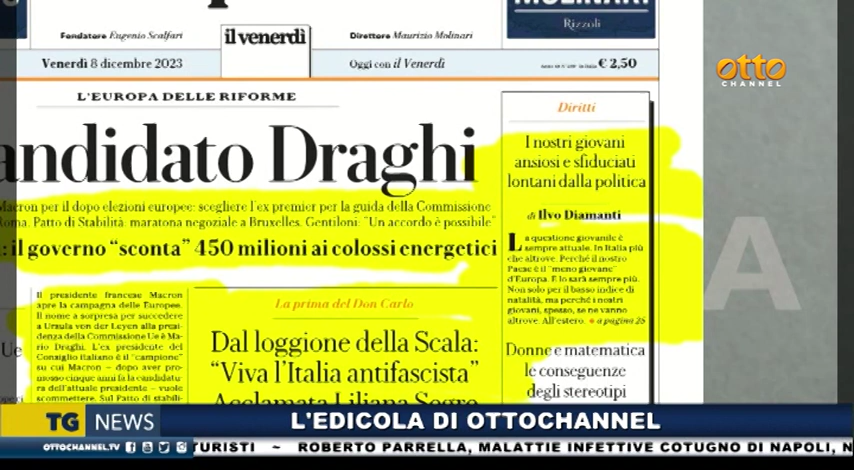 MOLINARI
Rizzoli
Fondatore Eugenio Scalfari
il venerdì
Direttore Maurizio Molinari
Venerdì 8 dicembre 2023
Oggi con il Venerdì
€ 2,50
otto
CHANNEL
L'EUROPA DELLE RIFORME
andidato Draghi
Macron per il dopo elezioni europee: scegliere l'ex premier per la guida della Commissione
Roma. Patto di Stabilità: maratona negoziale a Bruxelles. Gentiloni: "Un accordo è possibile"
: il governo "sconta" 450 milioni ai colossi energetici
Il presidente francese Macron
apre la campagna delle Europee.
Il nome a sorpresa per succedere
a Ursula von der Leyen alla presi-
denza della Commissione Ue è Ma-
rio Draghi. L'ex presidente del
Consiglio italiano è il "campione"
su cui Macron – dopo aver pro-
mosso cinque anni fa la candidatu-
ra dell'attuale presidente – vuole
scommettere. Sul Patto di stabili-
Ue
La prima del Don Carlo
Dal loggione della Scala:
"Viva l'Italia antifascista"
Acclamata Liliana Segre
Diritti
I nostri giovani
ansiosi e sfiduciati
lontani dalla politica
di Ilvo Diamanti
La questione giovanile è
sempre attuale. In Italia più
che altrove. Perché il nostro
Paese è il "meno giovane"
d'Europa. E lo sarà sempre più.
Non solo per il basso indice di
natalità, ma perché i nostri
giovani, spesso, se ne vanno
altrove. All'estero. a pagina 25
Donne e matematica
le conseguenze
degli stereotipi
A
TG NEWS
L'EDICOLA DI OTTOCHANNEL
OTTOCHANNEL.TV
TURISTI ~ ROBERTO PARRELLA, MALATTIE INFETTIVE COTUGNO DI NAPOLI, N